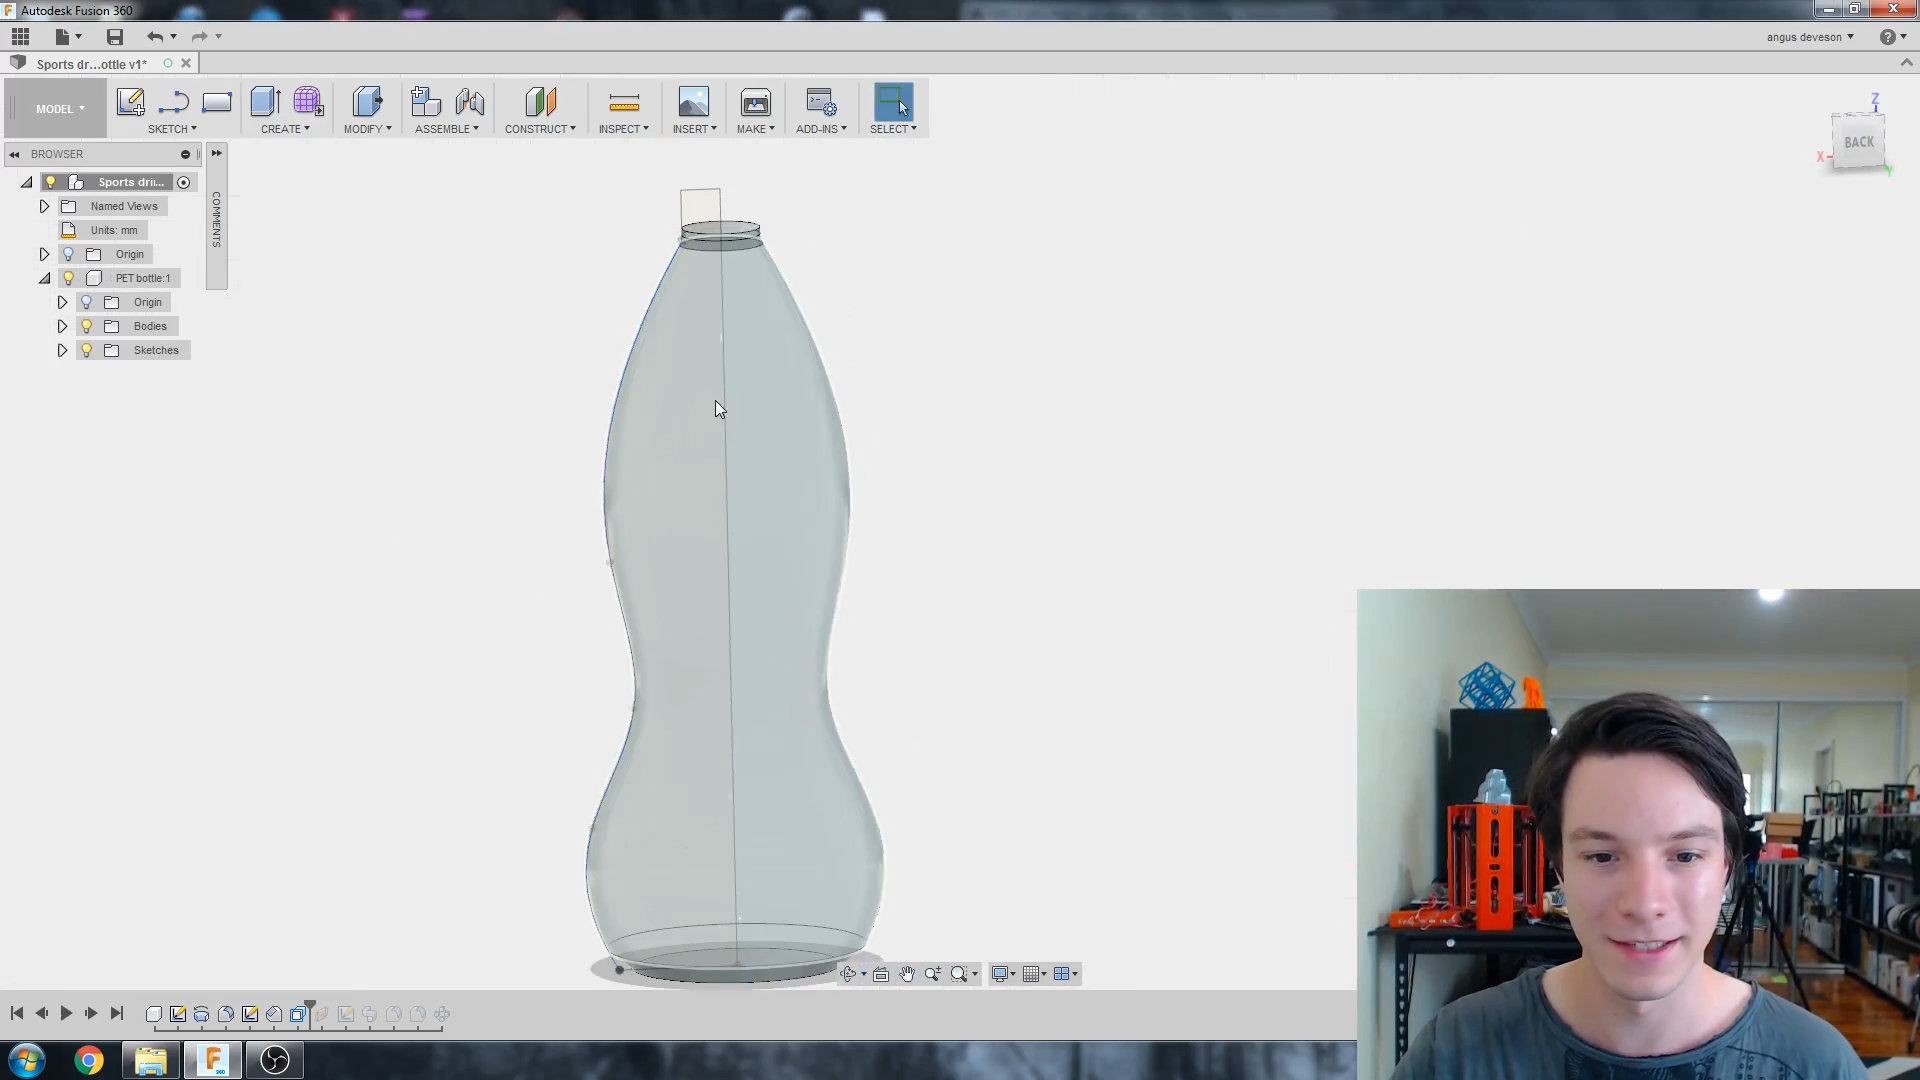 Autodesk Fusion 360
angus deveson
Sports dr...ottle v1*
MODEL
SKETCH
CREATE
MODIFY
ASSEMBLE
CONSTRUCT
INSPECT
INSERT
MAKE
ADD-INS
SELECT
Z
BACK
X
Y
BROWSER
COMMENTS
Sports dri...
Named Views
Units: mm
Origin
PET bottle:1
Origin
Bodies
Sketches